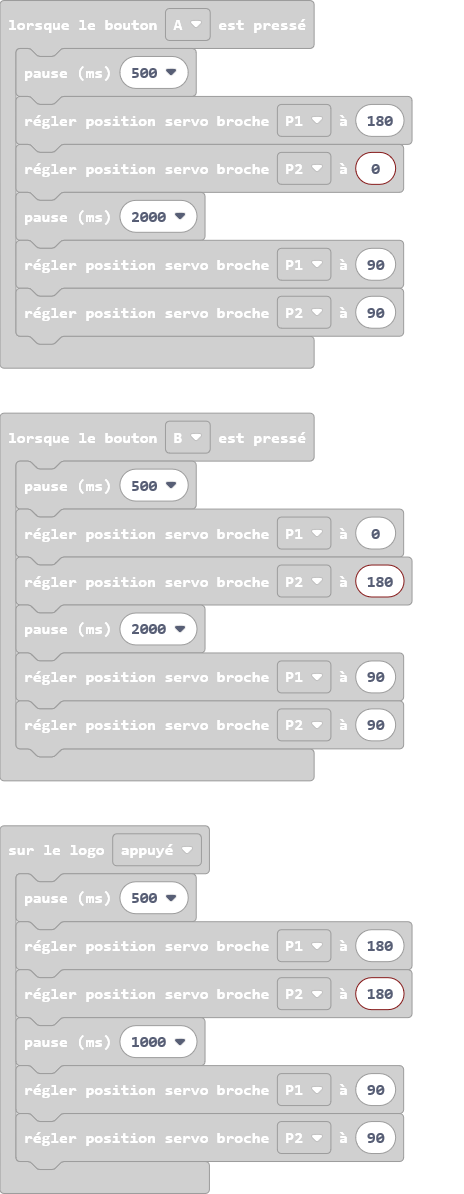 lorsque le bouton A est pressé
pause (ms) 500
régler position servo broche P1 à 180
régler position servo broche P2 à 0
pause (ms) 2000
régler position servo broche P1 à 90
régler position servo broche P2 à 90
lorsque le bouton B est pressé
pause (ms) 500
régler position servo broche P1 à 0
régler position servo broche P2 à 180
pause (ms) 2000
régler position servo broche P1 à 90
régler position servo broche P2 à 90
sur le logo appuyé
pause (ms) 500
régler position servo broche P1 à 180
régler position servo broche P2 à 180
pause (ms) 1000
régler position servo broche P1 à 90
régler position servo broche P2 à 90